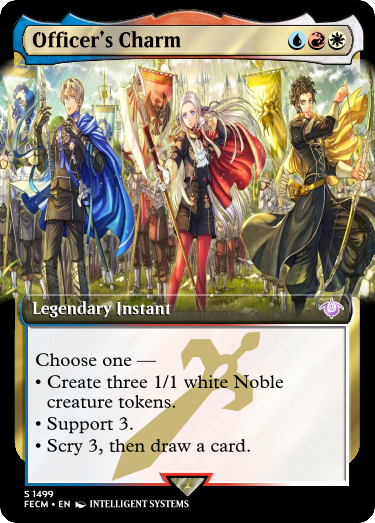 Officer's Charm
Legendary Instant
Choose one —
• Create three 1/1 white Noble
creature tokens.
• Support 3.
• Scry 3, then draw a card.
S 1499
FECM • EN INTELLIGENT SYSTEMS